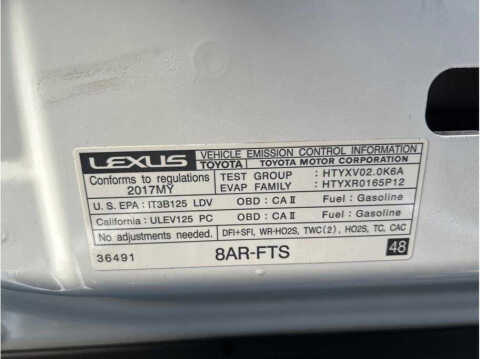 LEXUS VEHICLE EMISSION CONTROL INFORMATION
TOYOTA TOYOTA MOTOR CORPORATION
Conforms to regulations
2017MY
TEST GROUP : HTYXV02.0K6A
EVAP FAMILY : HTYXR0165P12
U.S. EPA : IT3B125 LDV OBD : CA II Fuel : Gasoline
California : ULEV125 PC OBD : CA II Fuel : Gasoline
No adjustments needed. DFI+SFI, WR-HO2S, TWC(2), HO2S, TC, CAC
36491 8AR-FTS 48